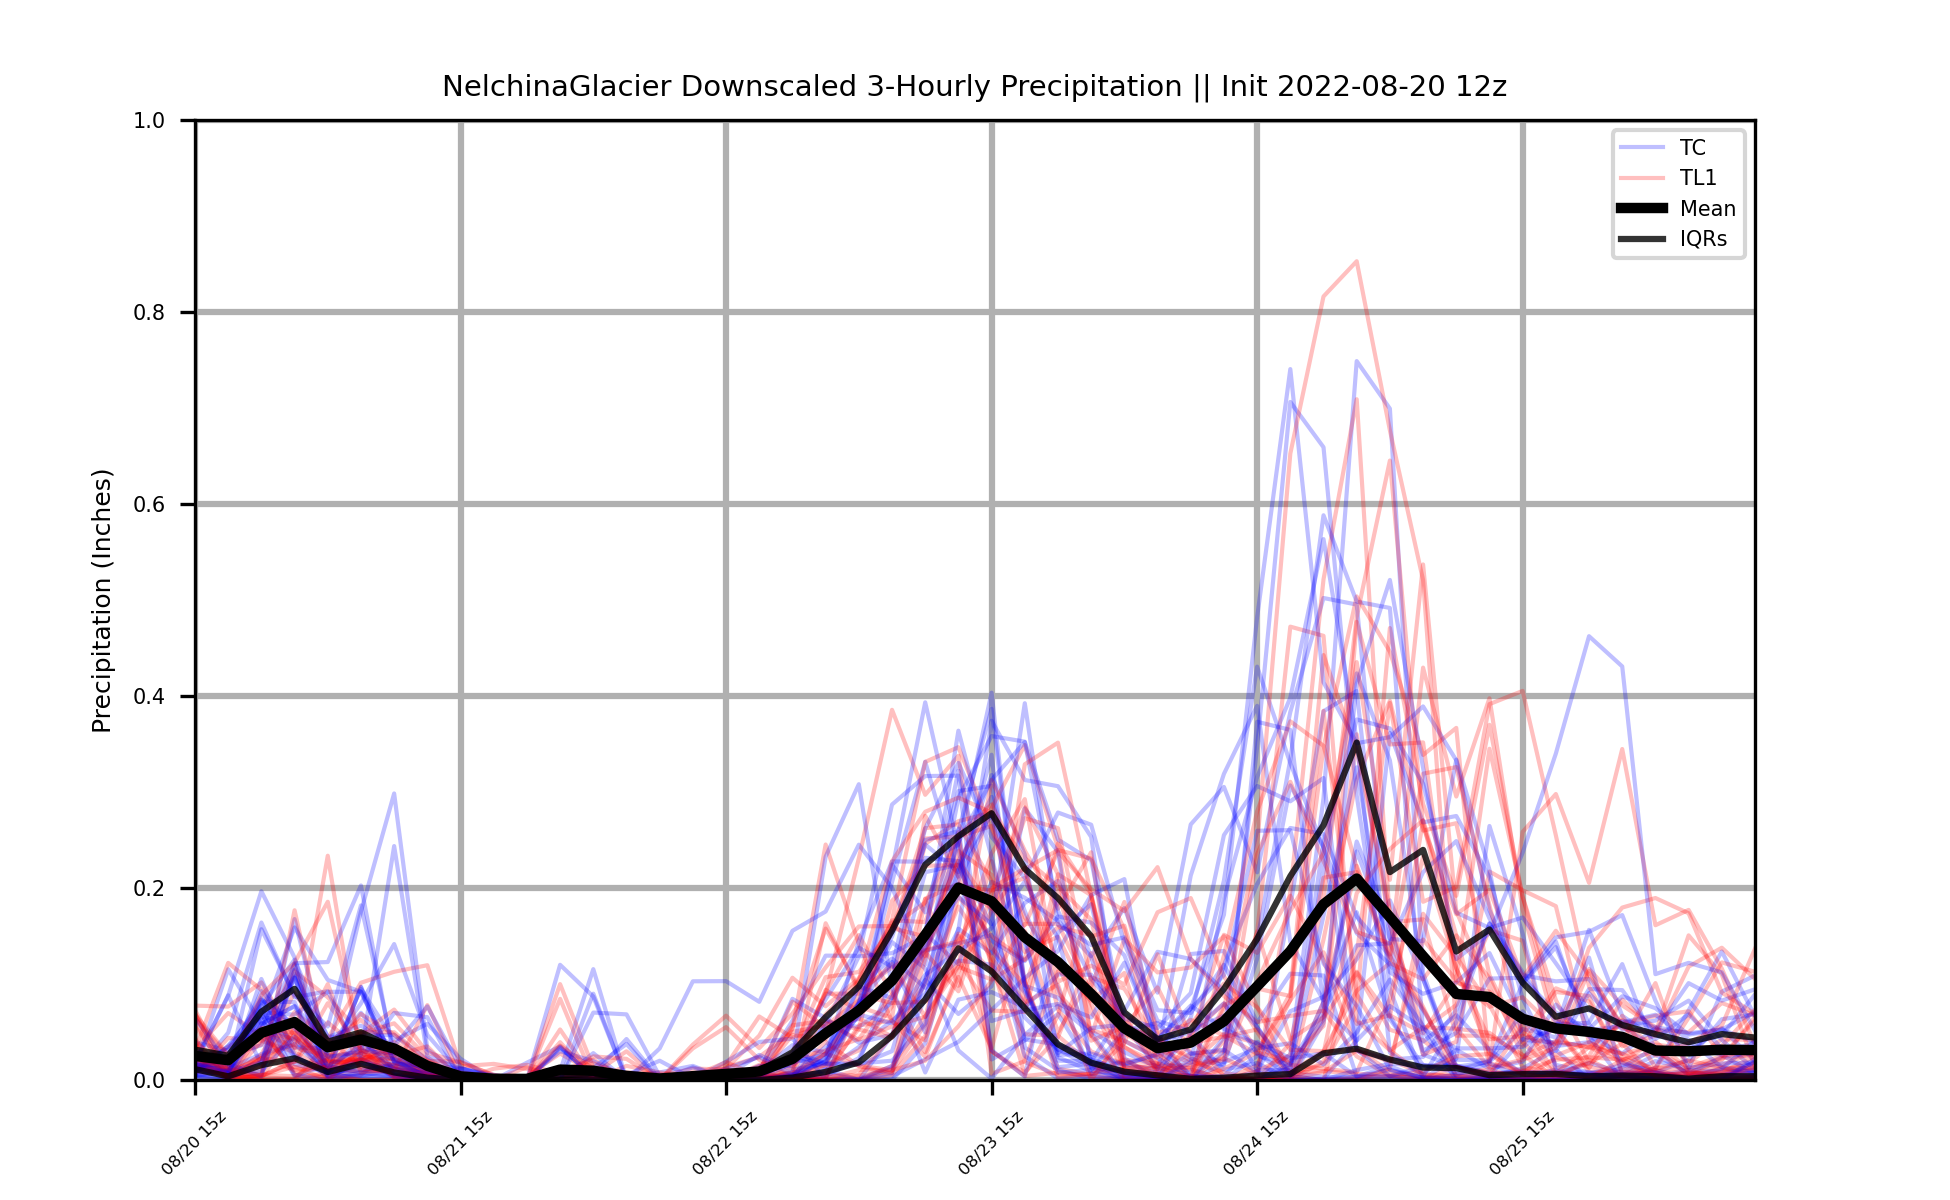 NelchinaGlacier Downscaled 3-Hourly Precipitation || Init 2022-08-20 12z
TC
TL1
Mean
IQRs
Precipitation (Inches)
1.0
0.8
0.6
0.4
0.2
0.0
08/20 15z
08/21 15z
08/22 15z
08/23 15z
08/24 15z
08/25 15z